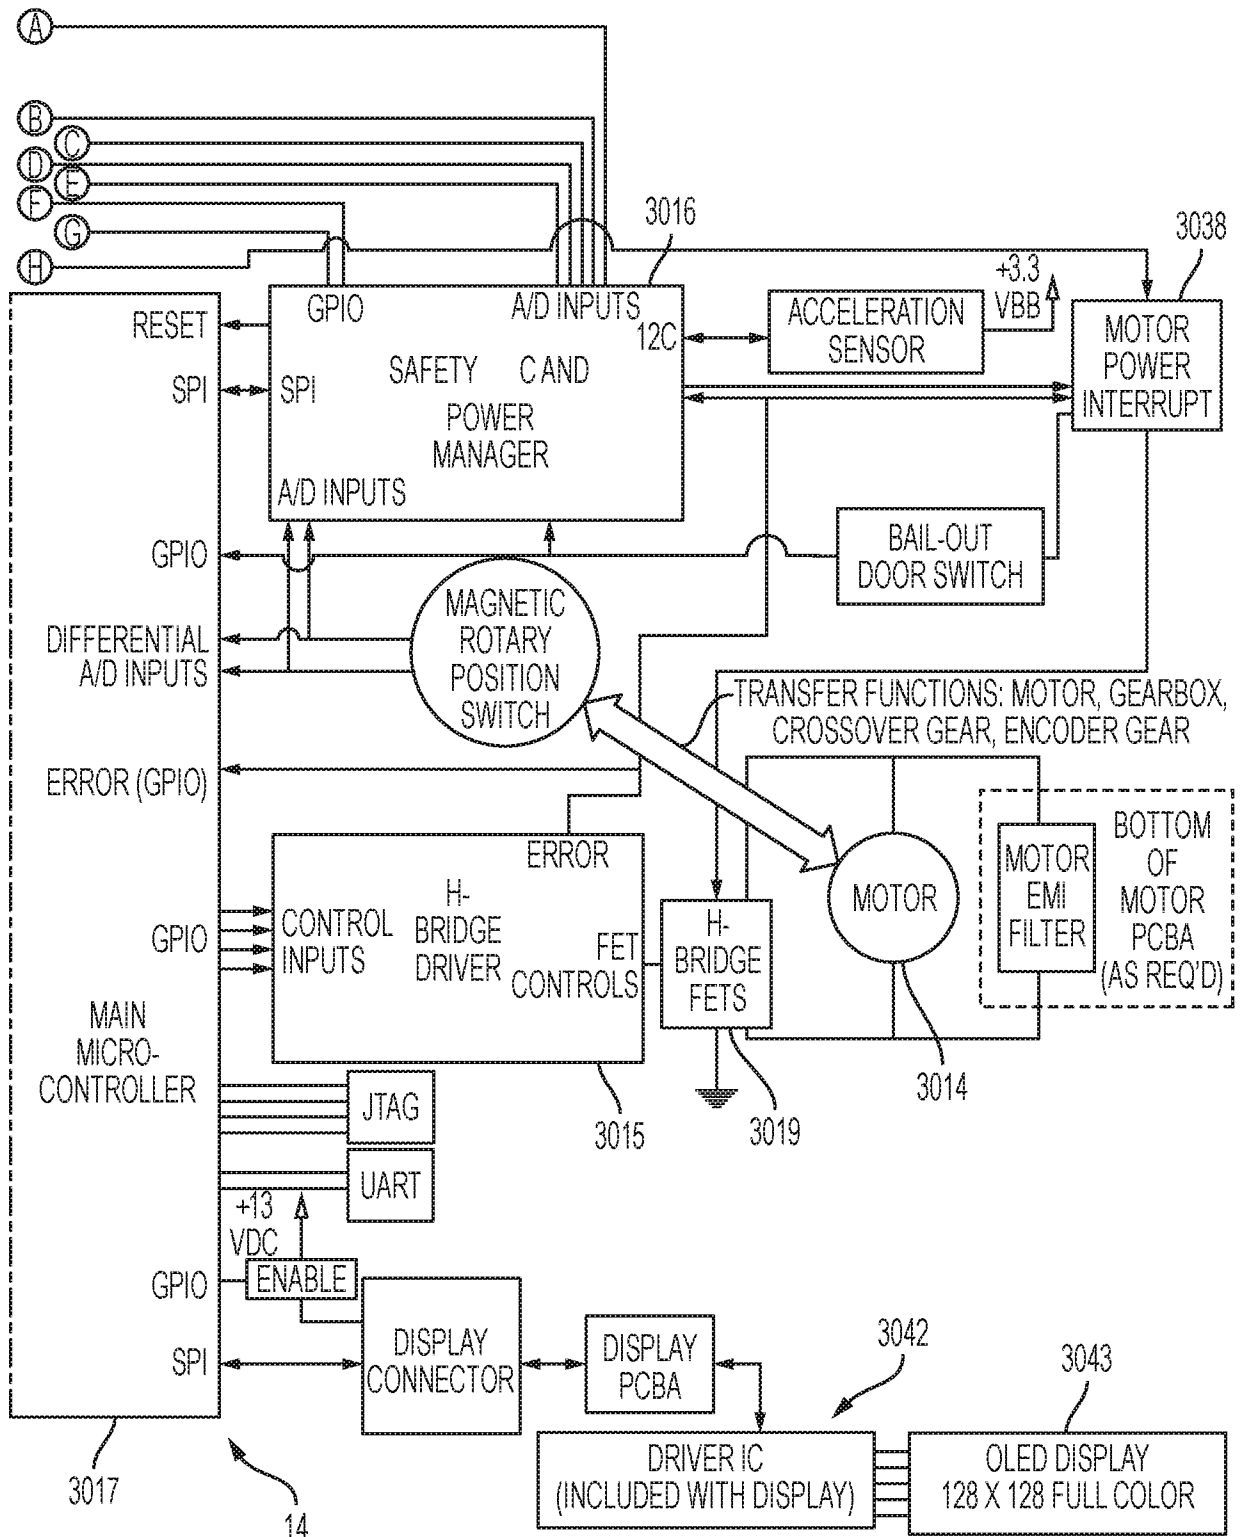 A
B
C
D
E
F
G
H
3016
3038
+3.3
VBB
RESET
SPI
GPIO
A/D INPUTS
12C
SPI
SAFETY C AND
POWER
MANAGER
A/D INPUTS
ACCELERATION
SENSOR
MOTOR
POWER
INTERRUPT
GPIO
BAIL-OUT
DOOR SWITCH
MAGNETIC
ROTARY
POSITION
SWITCH
DIFFERENTIAL
A/D INPUTS
TRANSFER FUNCTIONS: MOTOR, GEARBOX,
CROSSOVER GEAR, ENCODER GEAR
ERROR (GPIO)
ERROR
H-
BRIDGE
DRIVER
CONTROL
INPUTS
GPIO
FET
CONTROLS
H-
BRIDGE
FETS
MOTOR
MOTOR
EMI
FILTER
BOTTOM
OF
MOTOR
PCBA
(AS REQ'D)
MAIN
MICRO-
CONTROLLER
3015
3019
3014
JTAG
UART
+13
VDC
GPIO
ENABLE
SPI
DISPLAY
CONNECTOR
DISPLAY
PCBA
3042
3043
DRIVER IC
(INCLUDED WITH DISPLAY)
OLED DISPLAY
128 X 128 FULL COLOR
3017
14